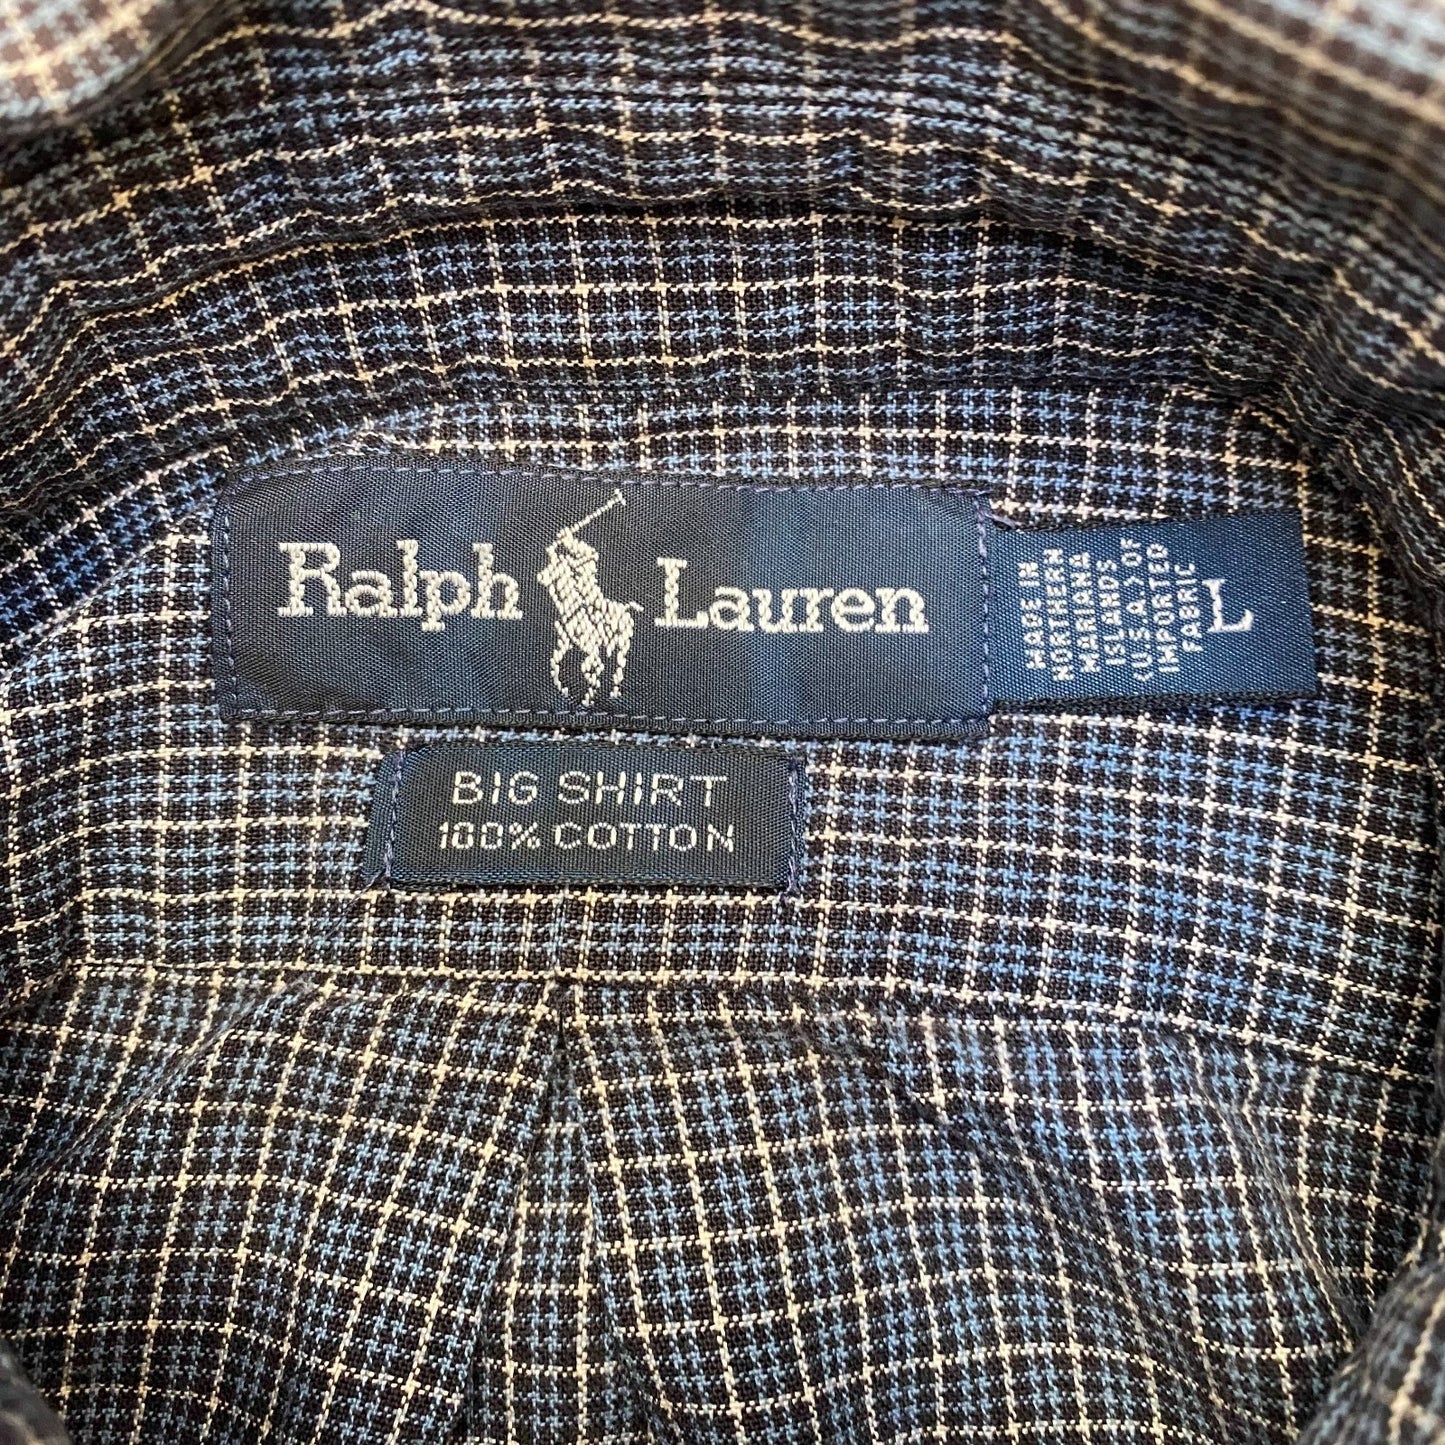 Ralph Lauren
MADE IN
NORTHERN
MARIANA
ISLANDS
(U.S.A.) OF
IMPORTED
FABRIC
L
BIG SHIRT
100% COTTON